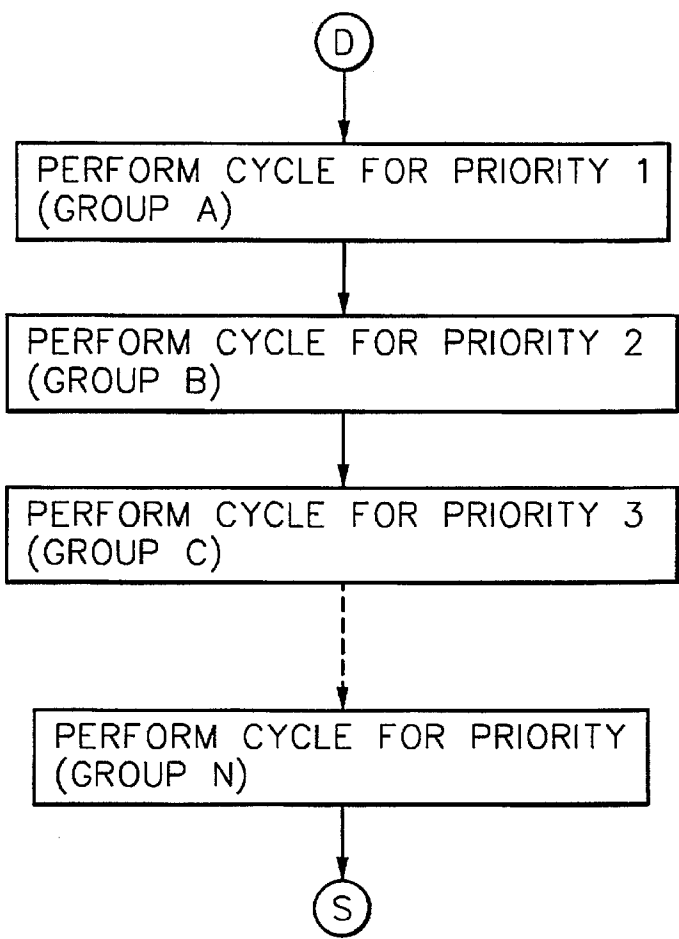 D
PERFORM CYCLE FOR PRIORITY 1
(GROUP A)
PERFORM CYCLE FOR PRIORITY 2
(GROUP B)
PERFORM CYCLE FOR PRIORITY 3
(GROUP C)
PERFORM CYCLE FOR PRIORITY
(GROUP N)
S